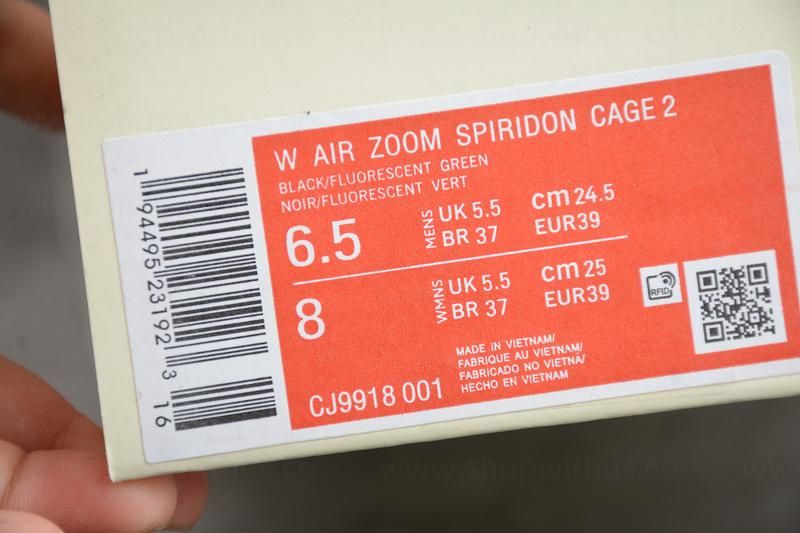 W AIR ZOOM SPIRIDON CAGE 2
BLACK/FLUORESCENT GREEN
NOIR/FLUORESCENT VERT
6.5
MENS
UK 5.5
BR 37
cm 24.5
EUR39
8
WMNS
UK 5.5
BR 37
cm 25
EUR39
RFID
MADE IN VIETNAM/
FABRIQUE AU VIETNAM/
FABRICADO NO VIETNÃ/
HECHO EN VIETNAM
CJ9918 001
1 94495 23192 3 16
www.shopwithus.co